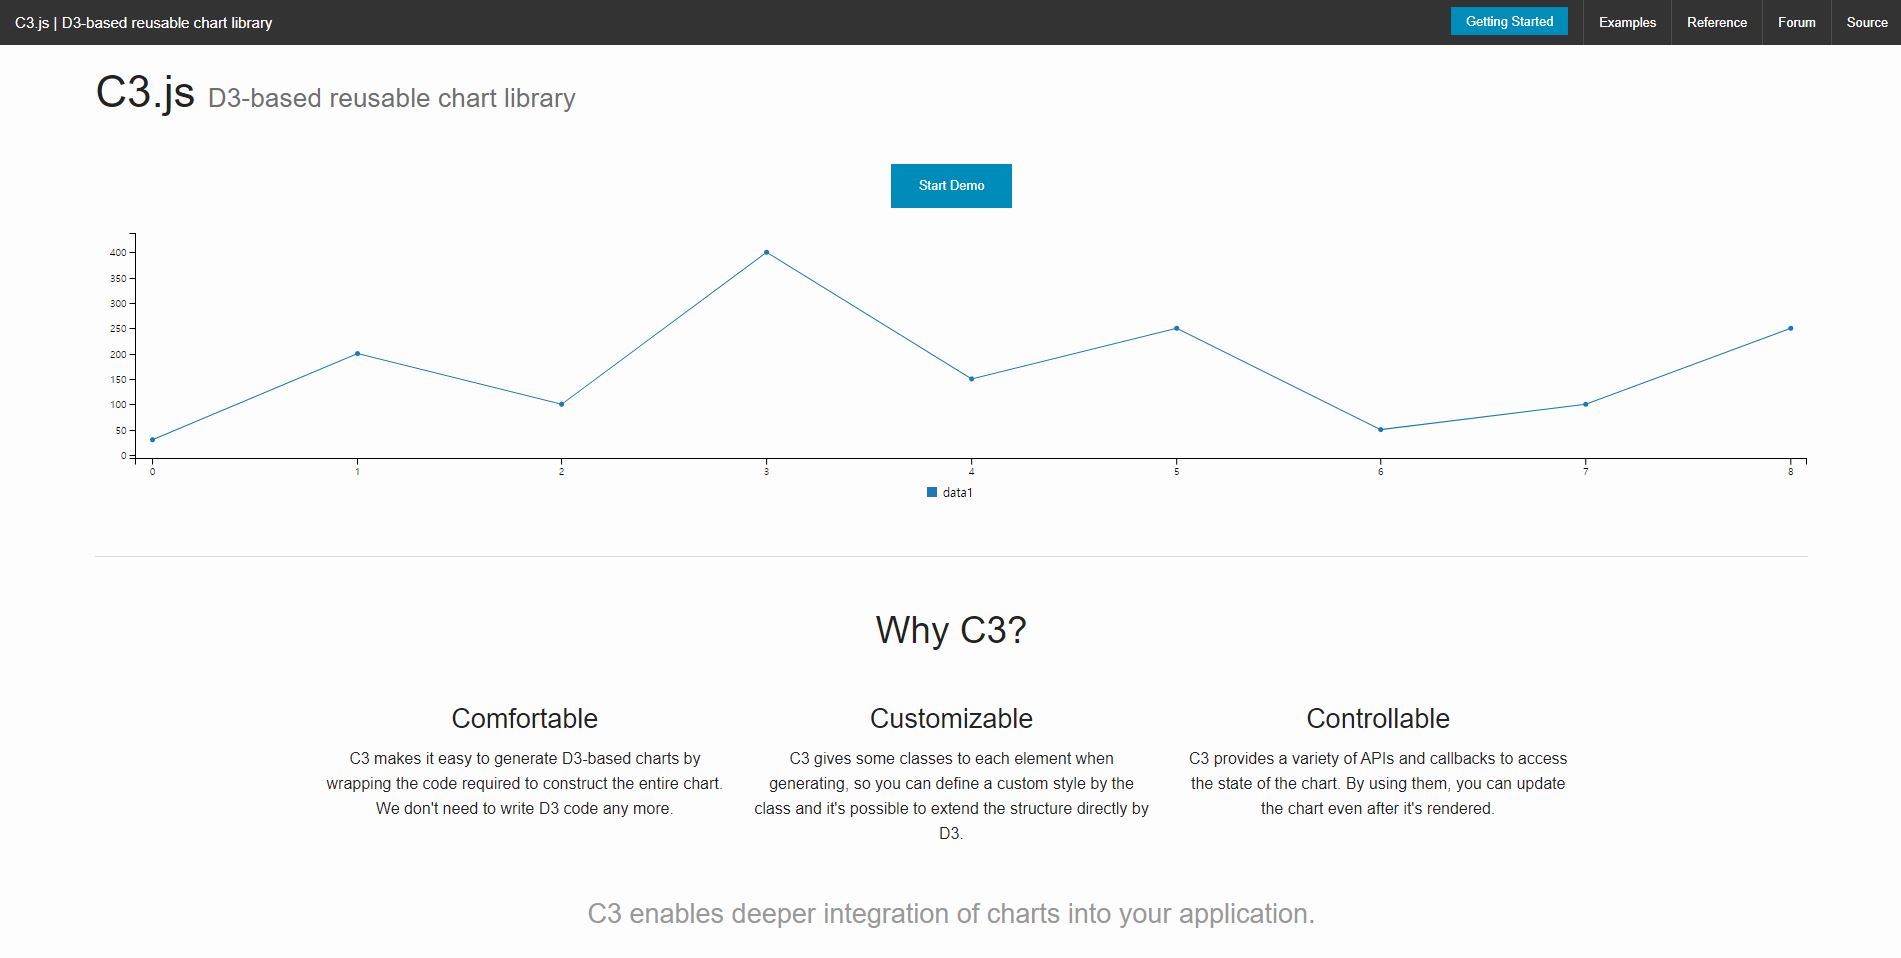 C3.js | D3-based reusable chart library
Getting Started
Examples
Reference
Forum
Source
C3.js D3-based reusable chart library
Start Demo
400
350
300
250
200
150
100
50
0
0 1 2 3 4 5 6 7 8
data1
Why C3?
Comfortable
C3 makes it easy to generate D3-based charts by
wrapping the code required to construct the entire chart.
We don't need to write D3 code any more.
Customizable
C3 gives some classes to each element when
generating, so you can define a custom style by the
class and it's possible to extend the structure directly by
D3.
Controllable
C3 provides a variety of APIs and callbacks to access
the state of the chart. By using them, you can update
the chart even after it's rendered.
C3 enables deeper integration of charts into your application.